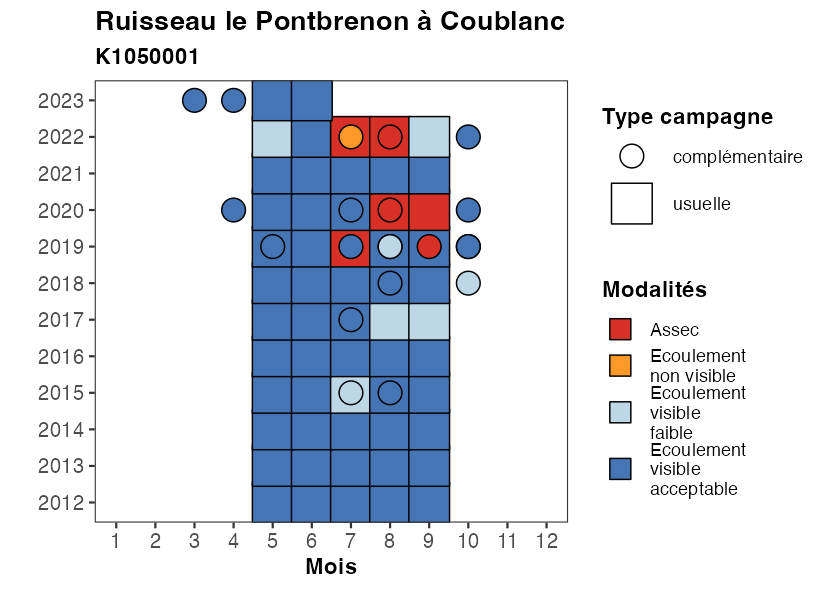 Ruisseau le Pontbrenon à Coublanc
K1050001
2023
2022
2021
2020
2019
2018
2017
2016
2015
2014
2013
2012
1 2 3 4 5 6 7 8 9 10 11 12
Mois
Type campagne
complémentaire
usuelle
Modalités
Assec
Ecoulement
non visible
Ecoulement
visible
faible
Ecoulement
visible
acceptable